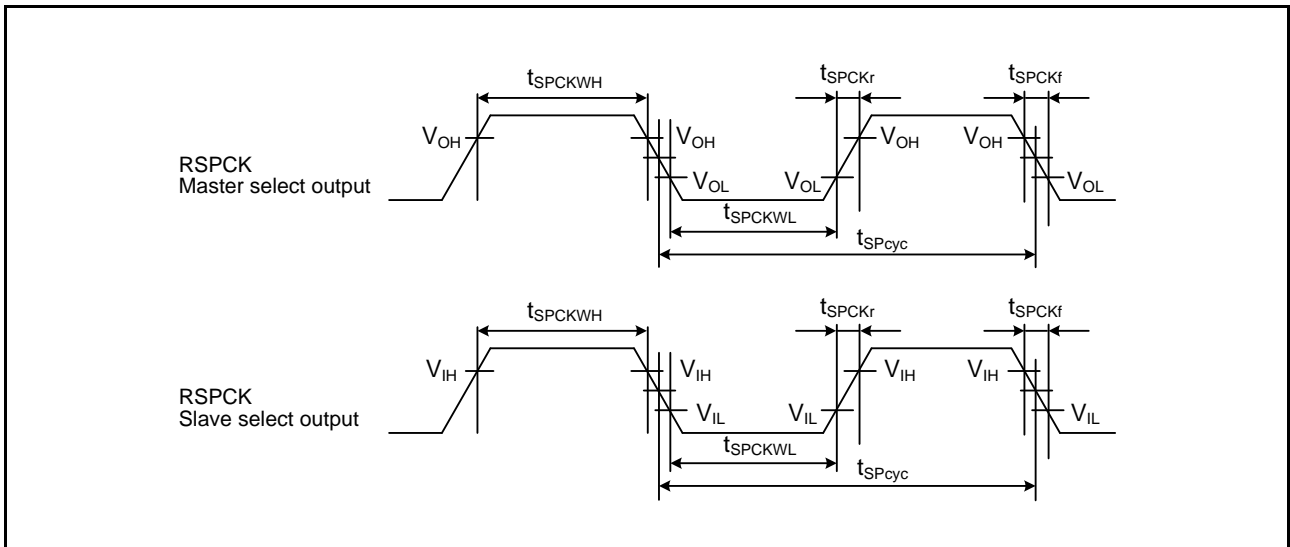 tSPCKWH
tSPCKr
tSPCKf
VOH
VOH
VOH
VOH
RSPCK
Master select output
VOL
VOL
VOL
tSPCKWL
tSPcyc
tSPCKWH
tSPCKr
tSPCKf
VIH
VIH
VIH
VIH
RSPCK
Slave select output
VIL
VIL
VIL
tSPCKWL
tSPcyc